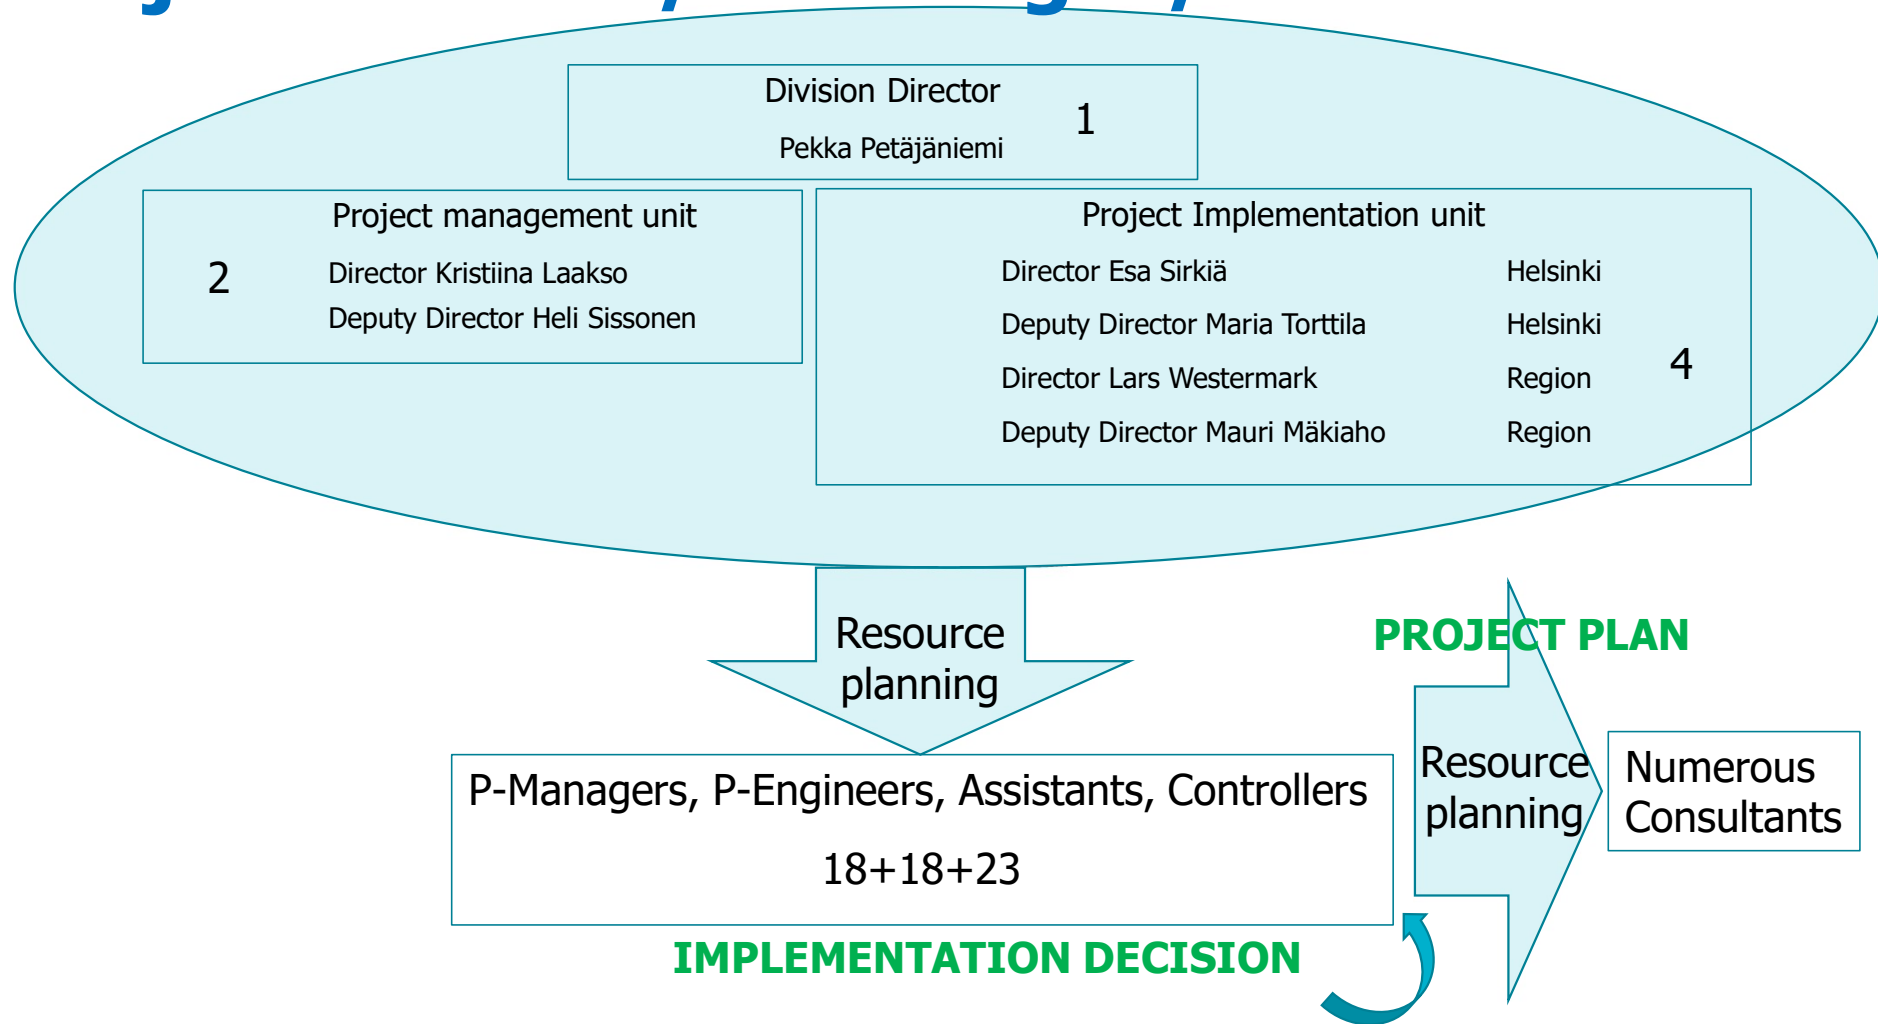 Division Director
1
Pekka Petäjäniemi
Project management unit
2
Director Kristiina Laakso
Deputy Director Heli Sissonen
Project Implementation unit
Director Esa Sirkiä Helsinki
Deputy Director Maria Torttila Helsinki
4
Director Lars Westermark Region
Deputy Director Mauri Mäkiaho Region
Resource
planning
PROJECT PLAN
P-Managers, P-Engineers, Assistants, Controllers
18+18+23
Resource
planning
Numerous
Consultants
IMPLEMENTATION DECISION